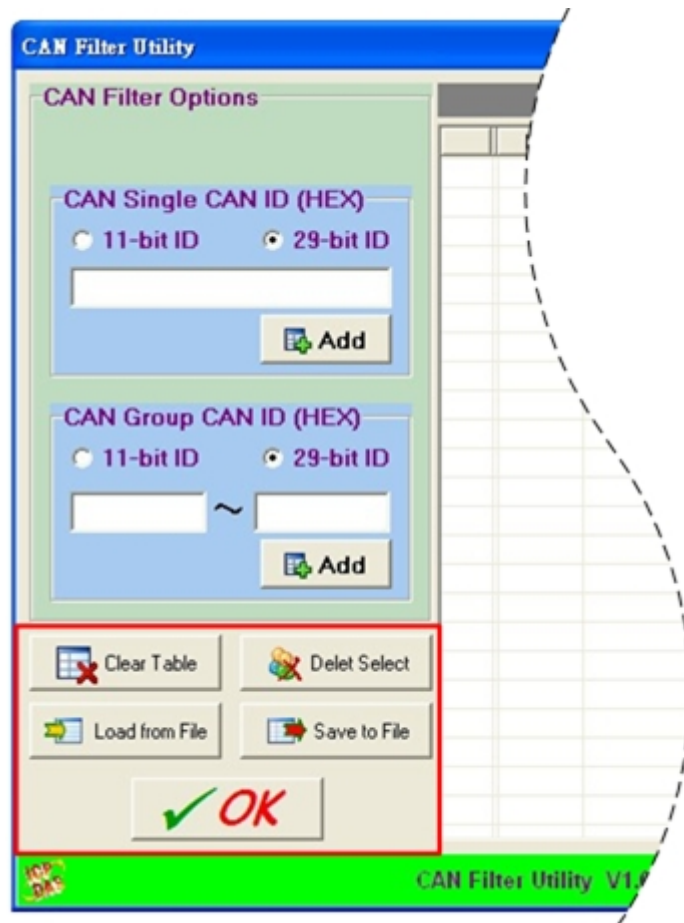 CAN Filter Utility
CAN Filter Options
CAN Single CAN ID (HEX)
11-bit ID 29-bit ID
Add
CAN Group CAN ID (HEX)
11-bit ID 29-bit ID
~
Add
Clear Table Delet Select
Load from File Save to File
OK
ICP DAS CAN Filter Utility